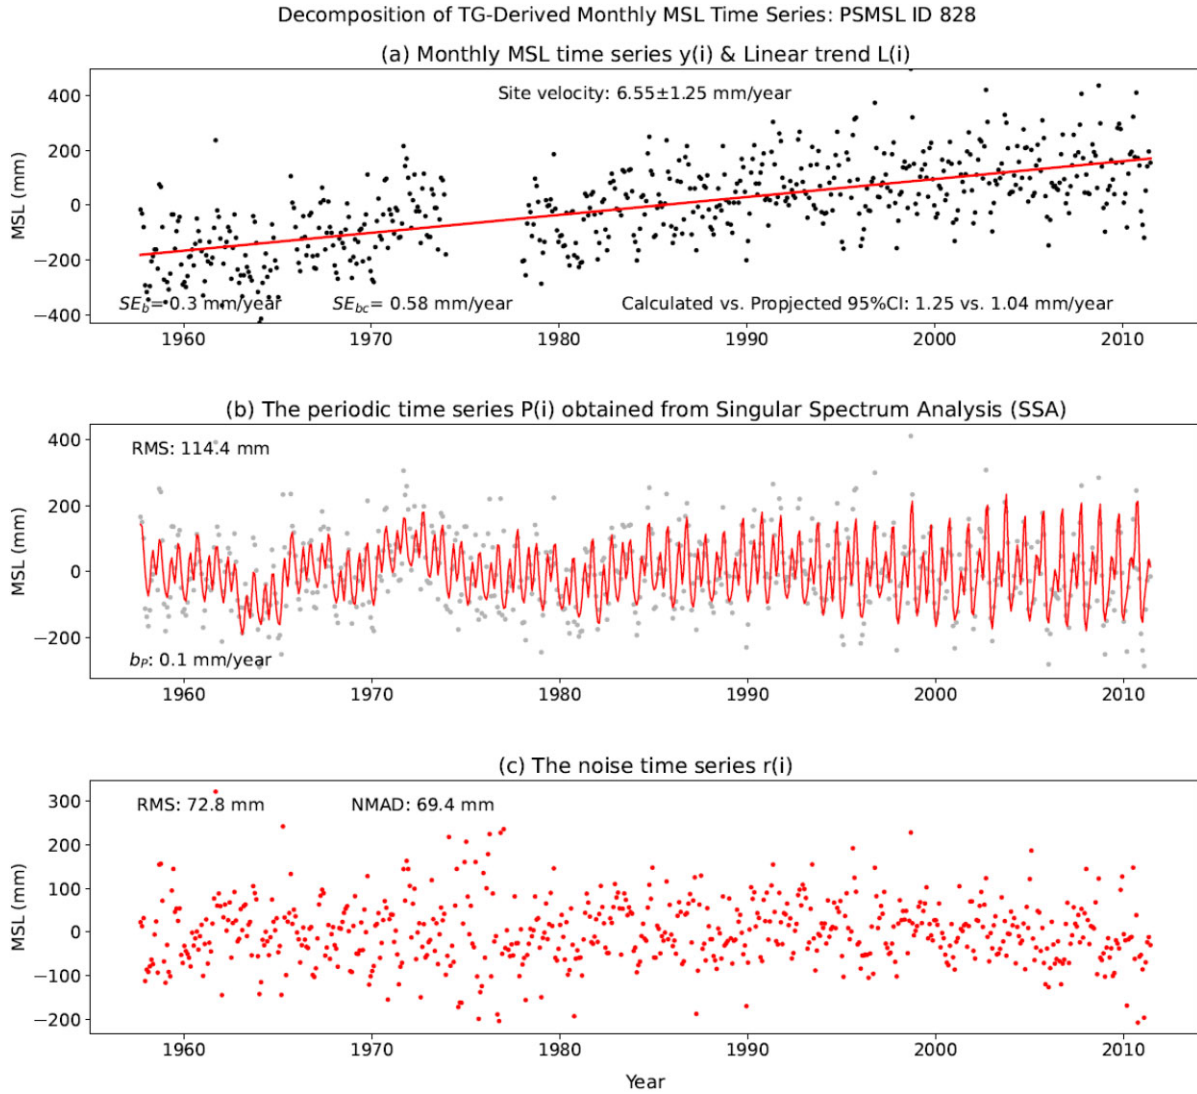 Decomposition of TG-Derived Monthly MSL Time Series: PSMSL ID 828
(a) Monthly MSL time series y(i) & Linear trend L(i)
Site velocity: 6.55±1.25 mm/year
MSL (mm)
400
200
0
−200
−400
SE_b= 0.3 mm/year SE_bc= 0.58 mm/year Calculated vs. Propjected 95%CI: 1.25 vs. 1.04 mm/year
1960 1970 1980 1990 2000 2010
(b) The periodic time series P(i) obtained from Singular Spectrum Analysis (SSA)
RMS: 114.4 mm
MSL (mm)
400
200
0
−200
b_P: 0.1 mm/year
1960 1970 1980 1990 2000 2010
(c) The noise time series r(i)
RMS: 72.8 mm NMAD: 69.4 mm
MSL (mm)
300
200
100
0
−100
−200
1960 1970 1980 1990 2000 2010
Year